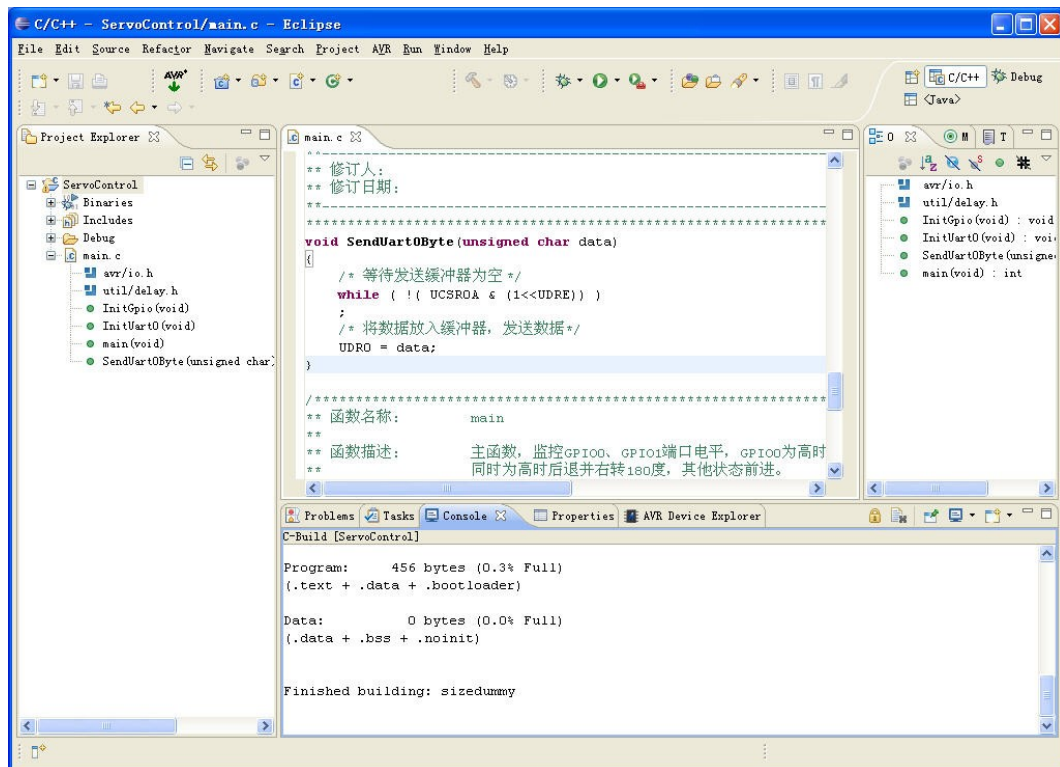 C/C++ - ServoControl/main.c - Eclipse
File Edit Source Refactor Navigate Search Project AVR Run Window Help
AVR
C/C++
Debug
<Java>
Project Explorer
ServoControl
Binaries
Includes
Debug
main.c
avr/io.h
util/delay.h
InitGpio(void)
InitUart0(void)
main(void)
SendUart0Byte(unsigned char)
main.c
**-----------------------------------------------------------
** 修订人:
** 修订日期:
**-----------------------------------------------------------
************************************************************
void SendUart0Byte(unsigned char data)
{
/* 等待发送缓冲器为空 */
while ( !( UCSR0A & (1<<UDRE)) )
;
/* 将数据放入缓冲器，发送数据*/
UDR0 = data;
}
/***********************************************************
** 函数名称: main
**
** 函数描述: 主函数，监控GPIO0、GPIO1端口电平，GPIO0为高时
** 同时为高时后退并右转180度，其他状态前进。
O
M
T
avr/io.h
util/delay.h
InitGpio(void) : void
InitUart0(void) : voi
SendUart0Byte(unsigne
main(void) : int
Problems Tasks Console Properties AVR Device Explorer
C-Build [ServoControl]
Program: 456 bytes (0.3% Full)
(.text + .data + .bootloader)
Data: 0 bytes (0.0% Full)
(.data + .bss + .noinit)
Finished building: sizedummy